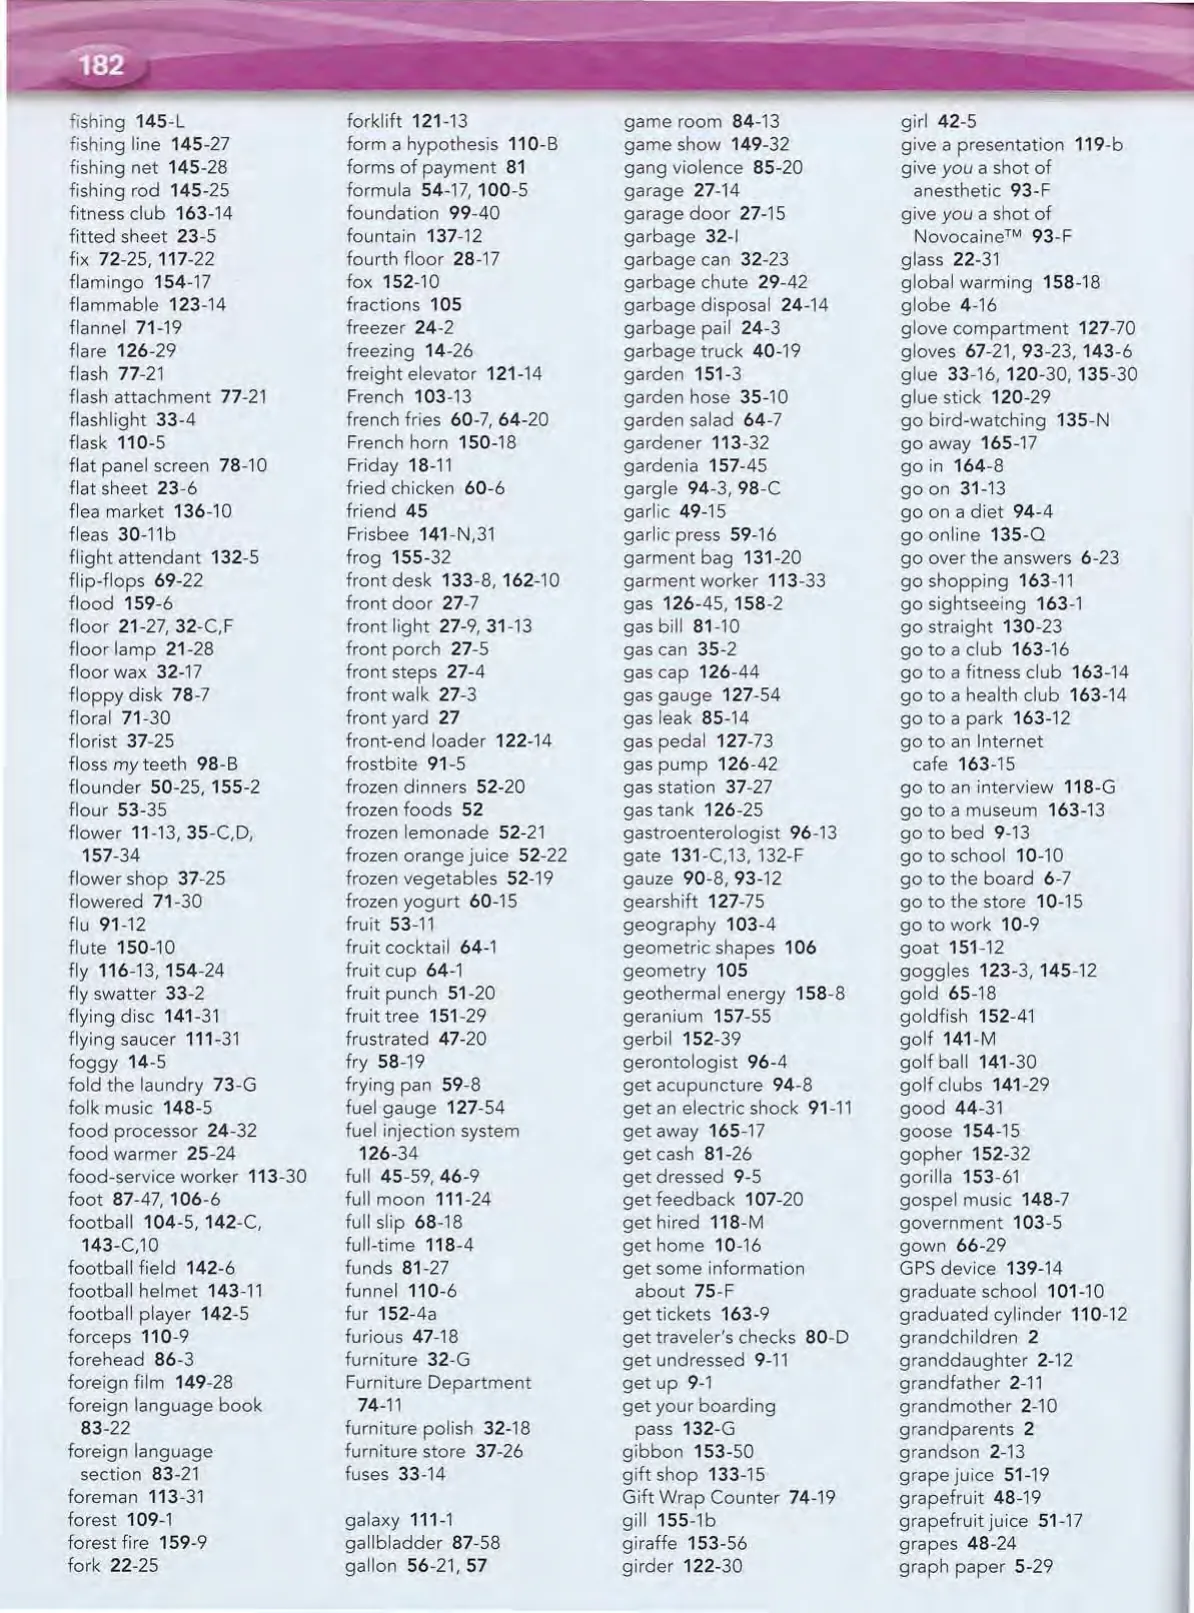 182
fishing 145-L
fishing line 145-27
fishing net 145-28
fishing rod 145-25
fitness club 163-14
fitted sheet 23-5
fix 72-25, 117-22
flamingo 154-17
flammable 123-14
flannel 71-19
flare 126-29
flash 77-21
flash attachment 77-21
flashlight 33-4
flask 110-5
flat panel screen 78-10
flat sheet 23-6
flea market 136-10
fleas 30-11b
flight attendant 132-5
flip-flops 69-22
flood 159-6
floor 21-27, 32-C,F
floor lamp 21-28
floor wax 32-17
floppy disk 78-7
floral 71-30
florist 37-25
floss my teeth 98-B
flounder 50-25, 155-2
flour 53-35
flower 11-13, 35-C,D,
157-34
flower shop 37-25
flowered 71-30
flu 91-12
flute 150-10
fly 116-13, 154-24
fly swatter 33-2
flying disc 141-31
flying saucer 111-31
foggy 14-5
fold the laundry 73-G
folk music 148-5
food processor 24-32
food warmer 25-24
food-service worker 113-30
foot 87-47, 106-6
football 104-5, 142-C,
143-C,10
football field 142-6
football helmet 143-11
football player 142-5
forceps 110-9
forehead 86-3
foreign film 149-28
foreign language book
83-22
foreign language
section 83-21
foreman 113-31
forest 109-1
forest fire 159-9
fork 22-25
forklift 121-13
form a hypothesis 110-B
forms of payment 81
formula 54-17, 100-5
foundation 99-40
fountain 137-12
fourth floor 28-17
fox 152-10
fractions 105
freezer 24-2
freezing 14-26
freight elevator 121-14
French 103-13
french fries 60-7, 64-20
French horn 150-18
Friday 18-11
fried chicken 60-6
friend 45
Frisbee 141-N,31
frog 155-32
front desk 133-8, 162-10
front door 27-7
front light 27-9, 31-13
front porch 27-5
front steps 27-4
front walk 27-3
front yard 27
front-end loader 122-14
frostbite 91-5
frozen dinners 52-20
frozen foods 52
frozen lemonade 52-21
frozen orange juice 52-22
frozen vegetables 52-19
frozen yogurt 60-15
fruit 53-11
fruit cocktail 64-1
fruit cup 64-1
fruit punch 51-20
fruit tree 151-29
frustrated 47-20
fry 58-19
frying pan 59-8
fuel gauge 127-54
fuel injection system
126-34
full 45-59, 46-9
full moon 111-24
full slip 68-18
full-time 118-4
funds 81-27
funnel 110-6
fur 152-4a
furious 47-18
furniture 32-G
Furniture Department
74-11
furniture polish 32-18
furniture store 37-26
fuses 33-14
galaxy 111-1
gallbladder 87-58
gallon 56-21, 57
game room 84-13
game show 149-32
gang violence 85-20
garage 27-14
garage door 27-15
garbage 32-I
garbage can 32-23
garbage chute 29-42
garbage disposal 24-14
garbage pail 24-3
garbage truck 40-19
garden 151-3
garden hose 35-10
garden salad 64-7
gardener 113-32
gardenia 157-45
gargle 94-3, 98-C
garlic 49-15
garlic press 59-16
garment bag 131-20
garment worker 113-33
gas 126-45, 158-2
gas bill 81-10
gas can 35-2
gas cap 126-44
gas gauge 127-54
gas leak 85-14
gas pedal 127-73
gas pump 126-42
gas station 37-27
gas tank 126-25
gastroenterologist 96-13
gate 131-C,13, 132-F
gauze 90-8, 93-12
gearshift 127-75
geography 103-4
geometric shapes 106
geometry 105
geothermal energy 158-8
geranium 157-55
gerbil 152-39
gerontologist 96-4
get acupuncture 94-8
get an electric shock 91-11
get away 165-17
get cash 81-26
get dressed 9-5
get feedback 107-20
get hired 118-M
get home 10-16
get some information
about 75-F
get tickets 163-9
get traveler's checks 80-D
get undressed 9-11
get up 9-1
get your boarding
pass 132-G
gibbon 153-50
gift shop 133-15
Gift Wrap Counter 74-19
gill 155-1b
giraffe 153-56
girder 122-30
girl 42-5
give a presentation 119-b
give you a shot of
anesthetic 93-F
give you a shot of
Novocaine™ 93-F
glass 22-31
global warming 158-18
globe 4-16
glove compartment 127-70
gloves 67-21, 93-23, 143-6
glue 33-16, 120-30, 135-30
glue stick 120-29
go bird-watching 135-N
go away 165-17
go in 164-8
go on 31-13
go on a diet 94-4
go online 135-Q
go over the answers 6-23
go shopping 163-11
go sightseeing 163-1
go straight 130-23
go to a club 163-16
go to a fitness club 163-14
go to a health club 163-14
go to a park 163-12
go to an Internet
cafe 163-15
go to an interview 118-G
go to a museum 163-13
go to bed 9-13
go to school 10-10
go to the board 6-7
go to the store 10-15
go to work 10-9
goat 151-12
goggles 123-3, 145-12
gold 65-18
goldfish 152-41
golf 141-M
golf ball 141-30
golf clubs 141-29
good 44-31
goose 154-15
gopher 152-32
gorilla 153-61
gospel music 148-7
government 103-5
gown 66-29
GPS device 139-14
graduate school 101-10
graduated cylinder 110-12
grandchildren 2
granddaughter 2-12
grandfather 2-11
grandmother 2-10
grandparents 2
grandson 2-13
grape juice 51-19
grapefruit 48-19
grapefruit juice 51-17
grapes 48-24
graph paper 5-29